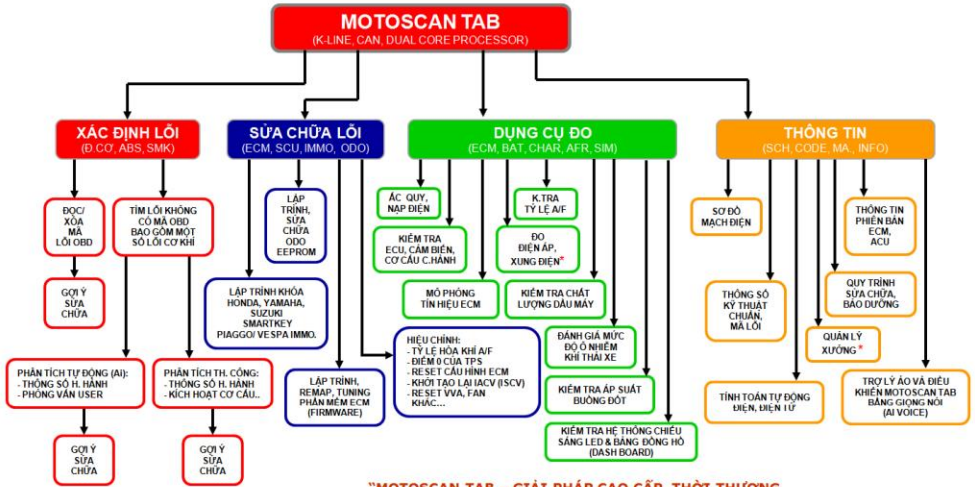 MOTOSCAN TAB
(K-LINE, CAN, DUAL CORE PROCESSOR)
XÁC ĐỊNH LỖI
(Đ.CƠ, ABS, SMK)
ĐỌC/
XÓA
MÃ
LỖI OBD
GỢI Ý
SỬA
CHỮA
TÌM LỖI KHÔNG
CÓ MÃ OBD
BAO GỒM MỘT
SỐ LỖI CƠ KHÍ
PHÂN TÍCH TỰ ĐỘNG (Ai):
- THÔNG SỐ H. HÀNH
- PHỎNG VẤN USER
GỢI Ý
SỬA
CHỮA
PHÂN TÍCH TH. CÔNG:
- THÔNG SỐ H. HÀNH
- KÍCH HOẠT CƠ CẤU..
GỢI Ý
SỬA
CHỮA
SỬA CHỮA LỖI
(ECM, SCU, IMMO, ODO)
LẬP
TRÌNH,
SỬA
CHỮA
ODO
EEPROM
LẬP TRÌNH KHÓA
HONDA, YAMAHA,
SUZUKI
SMARTKEY
PIAGGO/ VESPA IMMO.
LẬP TRÌNH,
REMAP, TUNING
PHẦN MỀM ECM
(FIRMWARE)
HIỆU CHỈNH:
- TỶ LỆ HÒA KHÍ A/F
- ĐIỂM 0 CỦA TPS
- RESET CẤU HÌNH ECM
- KHỞI TẠO LẠI IACV (ISCV)
- RESET VVA, FAN
KHÁC...
DỤNG CỤ ĐO
(ECM, BAT, CHAR, AFR, SIM)
ẮC QUY,
NẠP ĐIỆN
K.TRA
TỶ LỆ A/F
KIỂM TRA
ECU, CẢM BIẾN,
CƠ CẤU C.HÀNH
ĐO
ĐIỆN ÁP,
XUNG ĐIỆN*
MÔ PHỎNG
TÍN HIỆU ECM
KIỂM TRA CHẤT
LƯỢNG DẦU MÁY
ĐÁNH GIÁ MỨC
ĐỘ Ô NHIỄM
KHÍ THẢI XE
KIỂM TRA ÁP SUẤT
BUỒNG ĐỐT
KIỂM TRA HỆ THỐNG CHIẾU
SÁNG LED & BẢNG ĐỒNG HỒ
(DASH BOARD)
THÔNG TIN
(SCH, CODE, MA., INFO)
SƠ ĐỒ
MẠCH ĐIỆN
THÔNG TIN
PHIÊN BẢN
ECM,
ACU
THÔNG SỐ
KỸ THUẬT
CHUẨN,
MÃ LỖI
QUY TRÌNH
SỬA CHỮA,
BẢO DƯỠNG
QUẢN LÝ
XƯỞNG *
TÍNH TOÁN TỰ ĐỘNG
ĐIỆN, ĐIỆN TỬ
TRỢ LÝ ẢO VÀ ĐIỀU
KHIỂN MOTOSCAN TAB
BẰNG GIỌNG NÓI
(AI VOICE)
"MOTOSCAN TAB – GIẢI PHÁP CAO CẤP, THỜI THƯỢNG